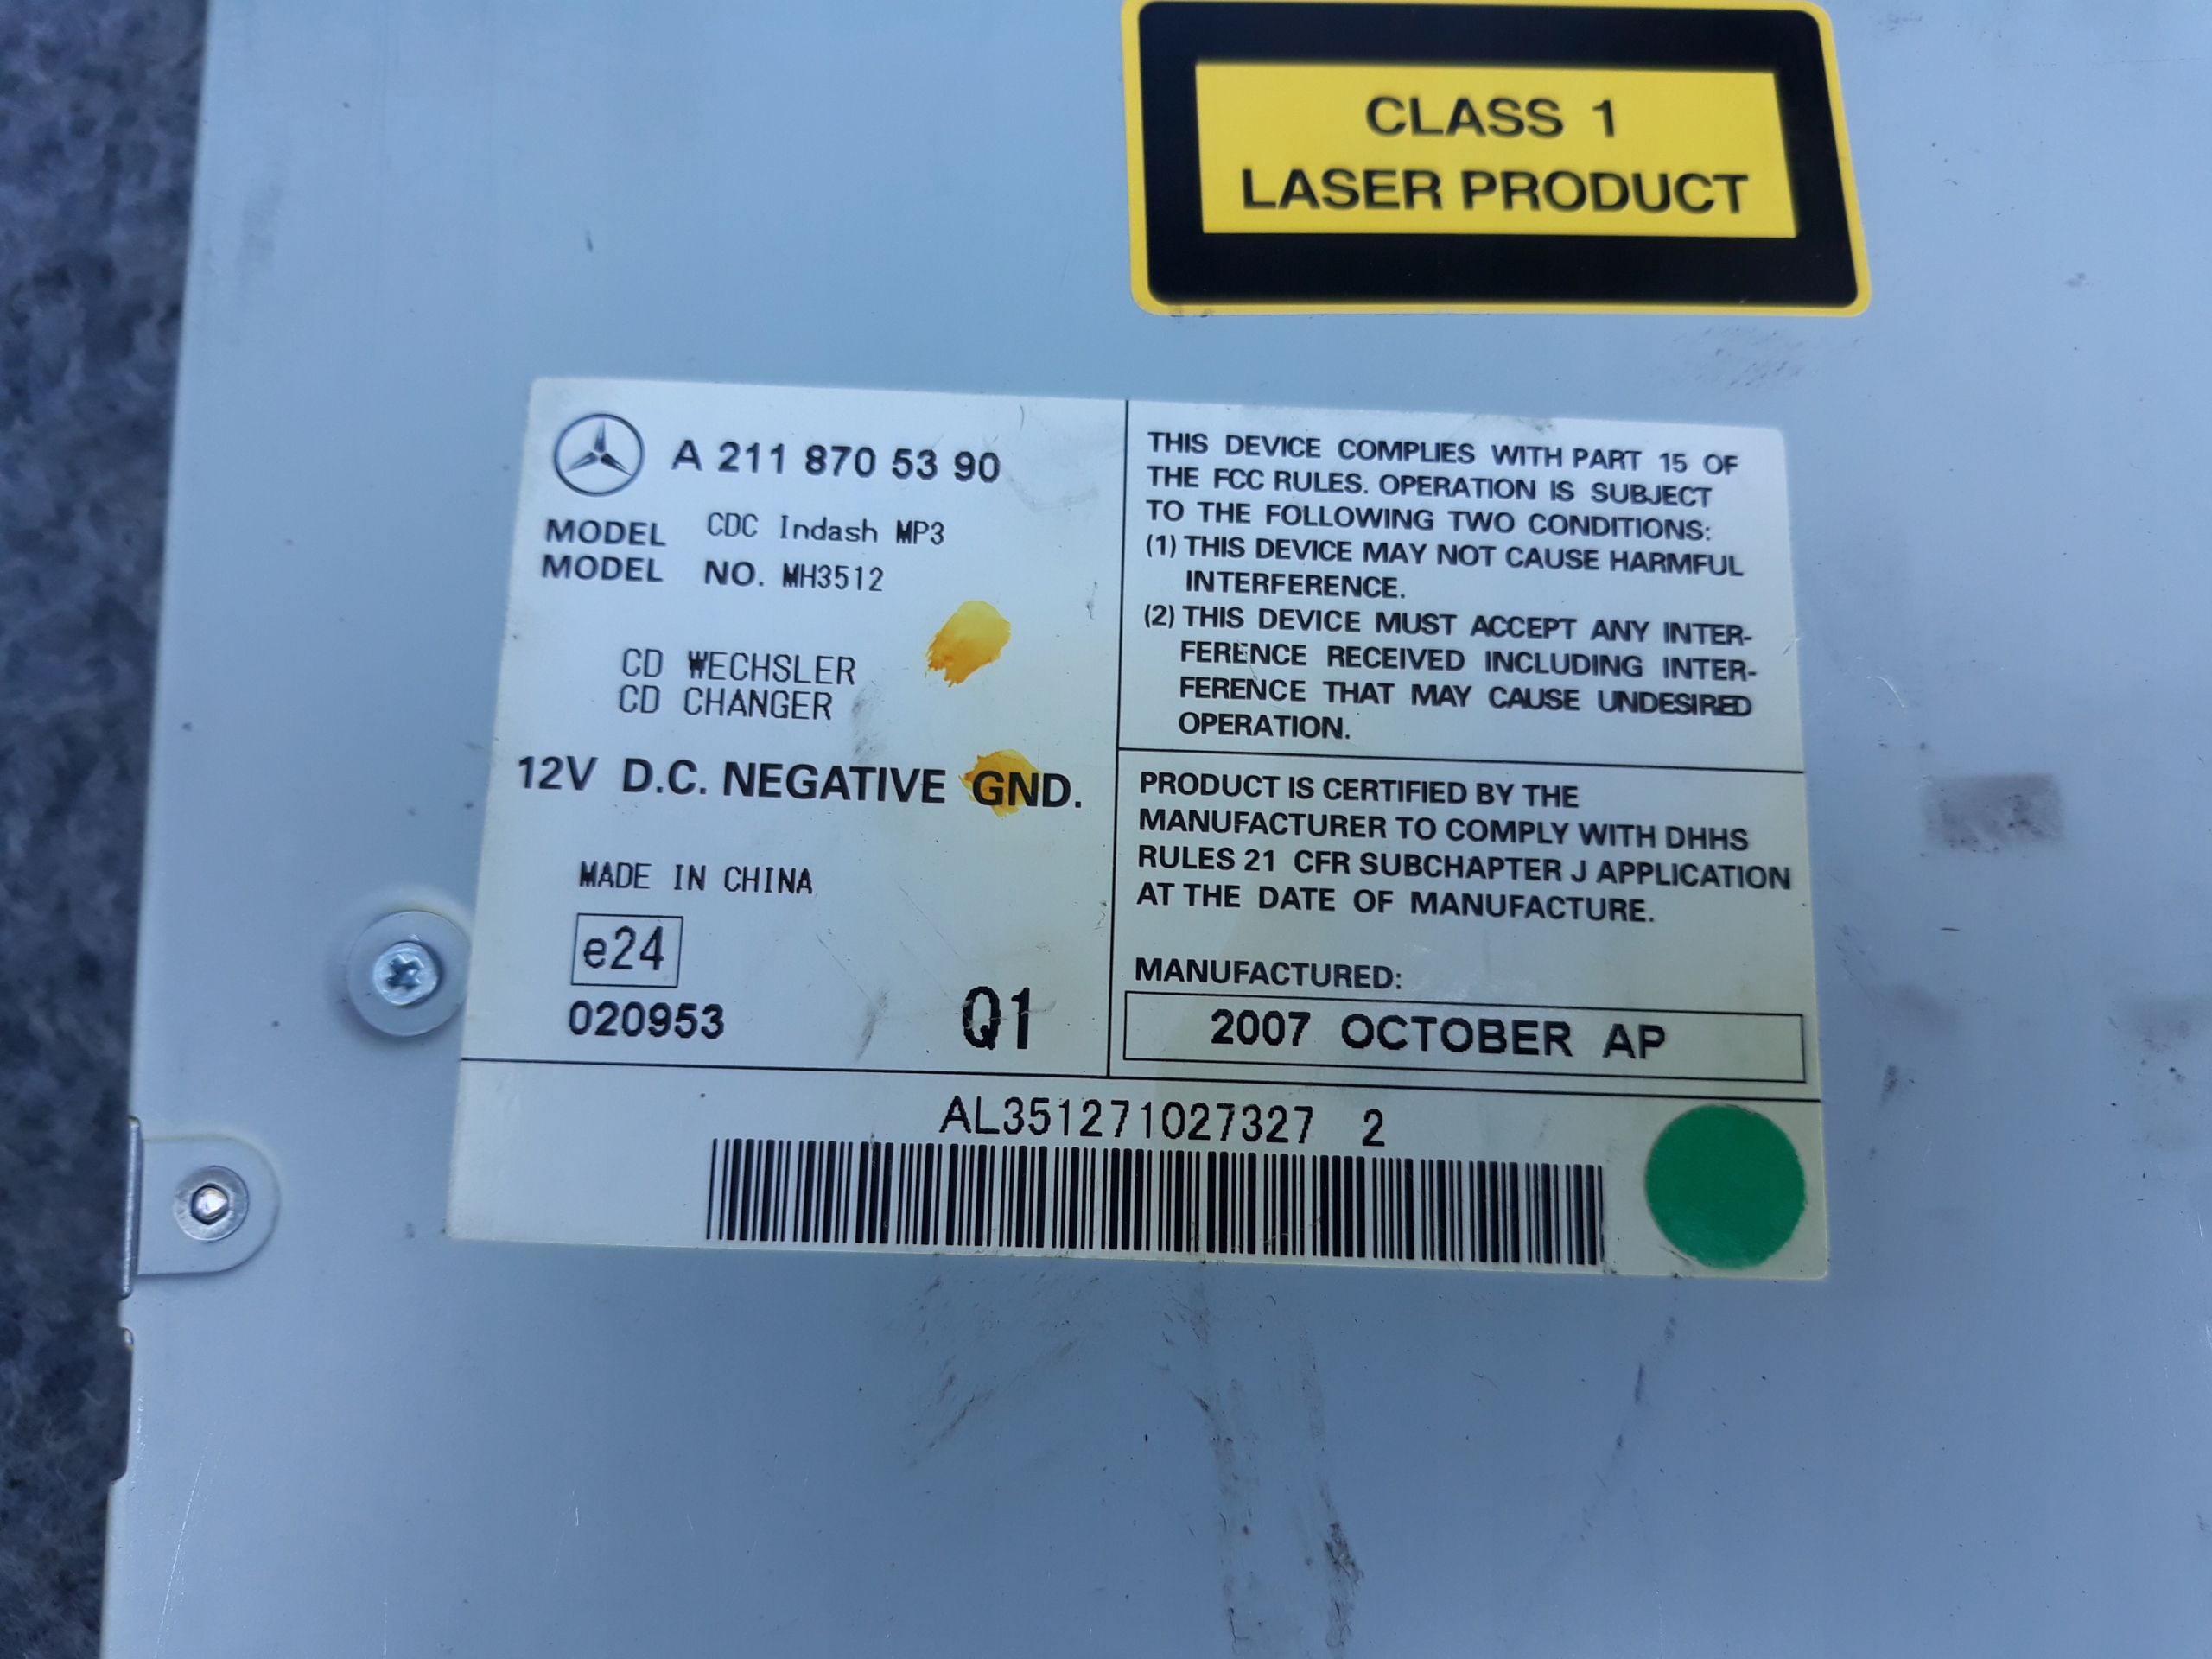 CLASS 1
LASER PRODUCT
A 211 870 53 90
MODEL CDC Indash MP3
MODEL NO. MH3512
CD WECHSLER
CD CHANGER
12V D.C. NEGATIVE GND.
MADE IN CHINA
e24
020953
Q1
THIS DEVICE COMPLIES WITH PART 15 OF
THE FCC RULES. OPERATION IS SUBJECT
TO THE FOLLOWING TWO CONDITIONS:
(1) THIS DEVICE MAY NOT CAUSE HARMFUL
INTERFERENCE.
(2) THIS DEVICE MUST ACCEPT ANY INTER-
FERENCE RECEIVED INCLUDING INTER-
FERENCE THAT MAY CAUSE UNDESIRED
OPERATION.
PRODUCT IS CERTIFIED BY THE
MANUFACTURER TO COMPLY WITH DHHS
RULES 21 CFR SUBCHAPTER J APPLICATION
AT THE DATE OF MANUFACTURE.
MANUFACTURED:
2007 OCTOBER AP
AL351271027327 2